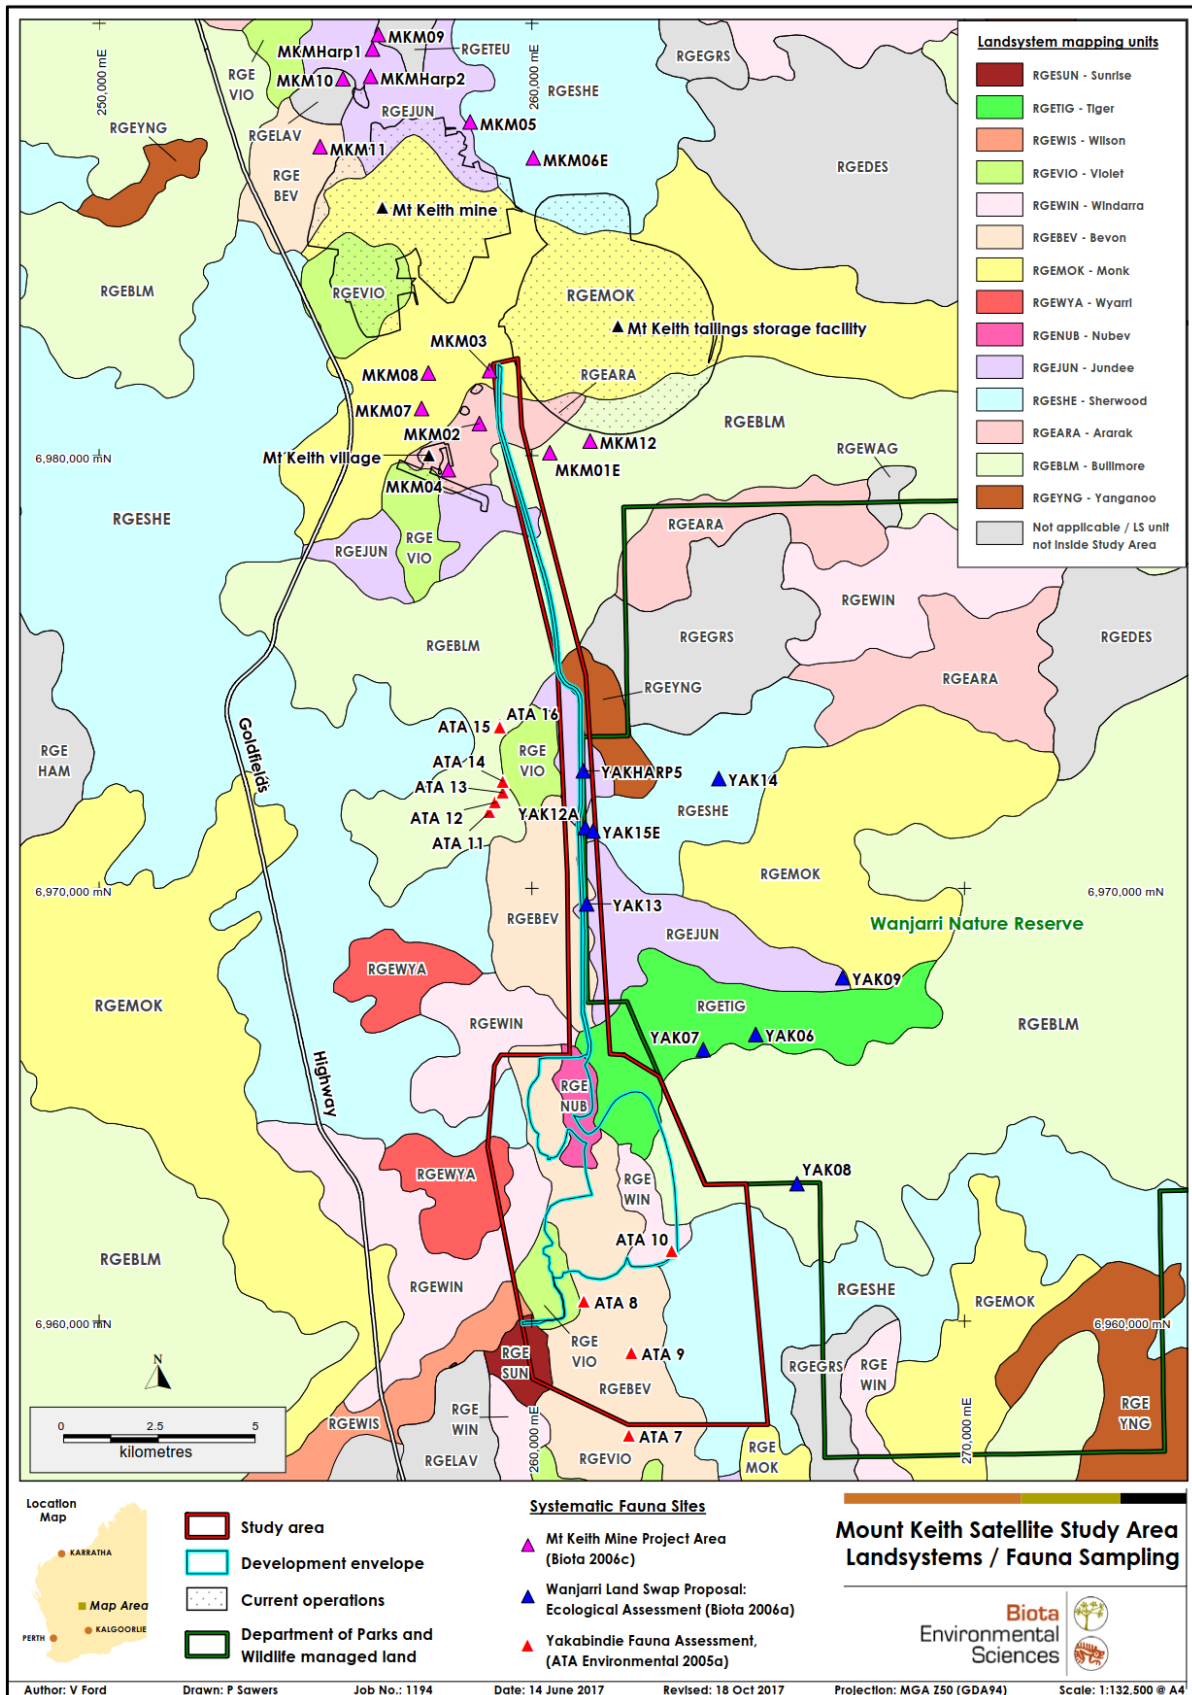 250,000 mE
260,000 mE
MKM09
MKMHarp1
RGETEU
RGEGRS
RGE
VIO
MKM10
MKMHarp2
RGESHE
RGEJUN
RGEYNG
RGELAV
MKM05
MKM11
MKM06E
RGE
BEV
RGEDES
Mt Keith mine
RGEBLM
RGEVIO
RGEMOK
Mt Keith tailings storage facility
MKM03
MKM08
RGEARA
MKM07
RGEBLM
MKM02
MKM12
RGEWAG
6,980,000 mN
Mt Keith village
MKM01E
MKM04
RGESHE
RGEARA
RGE
VIO
RGEJUN
RGEWIN
RGEGRS
RGEDES
RGEBLM
RGEARA
RGEYNG
ATA 16
ATA 15
Goldfields
RGE
HAM
RGE
VIO
ATA 14
YAKHARP5
YAK14
ATA 13
RGESHE
ATA 12
YAK12A
YAK15E
ATA 11
RGEMOK
6,970,000 mN
6,970,000 mN
RGEBEV
YAK13
Wanjarri Nature Reserve
RGEJUN
RGEWYA
YAK09
RGEMOK
RGETIG
RGEWIN
RGEBLM
YAK07
YAK06
Highway
RGE
NUB
RGEWYA
RGE
WIN
YAK08
ATA 10
RGEBLM
RGEWIN
RGESHE
ATA 8
RGEMOK
6,960,000 mN
6,960,000 mN
RGE
VIO
ATA 9
RGE
SUN
RGEGRS
RGE
WIN
RGEBEV
RGE
WIN
RGE
YNG
RGEWIS
260,000 mE
270,000 mE
ATA 7
RGELAV
RGEVIO
RGE
MOK
N
0 2.5 5
kilometres
Landsystem mapping units
RGESUN - Sunrise
RGETIG - Tiger
RGEWIS - Wilson
RGEVIO - Violet
RGEWIN - Windarra
RGEBEV - Bevon
RGEMOK - Monk
RGEWYA - Wyarri
RGENUB - Nubev
RGEJUN - Jundee
RGESHE - Sherwood
RGEARA - Ararak
RGEBLM - Bullimore
RGEYNG - Yanganoo
Not applicable / LS unit
not inside Study Area
Location
Map
KARRATHA
Map Area
KALGOORLIE
PERTH
Study area
Development envelope
Current operations
Department of Parks and
Wildlife managed land
Systematic Fauna Sites
Mt Keith Mine Project Area
(Biota 2006c)
Wanjarri Land Swap Proposal:
Ecological Assessment (Biota 2006a)
Yakabindie Fauna Assessment,
(ATA Environmental 2005a)
Mount Keith Satellite Study Area
Landsystems / Fauna Sampling
Biota
Environmental
Sciences
Author: V Ford Drawn: P Sawers Job No.: 1194 Date: 14 June 2017 Revised: 18 Oct 2017 Projection: MGA Z50 (GDA94) Scale: 1:132,500 @ A4